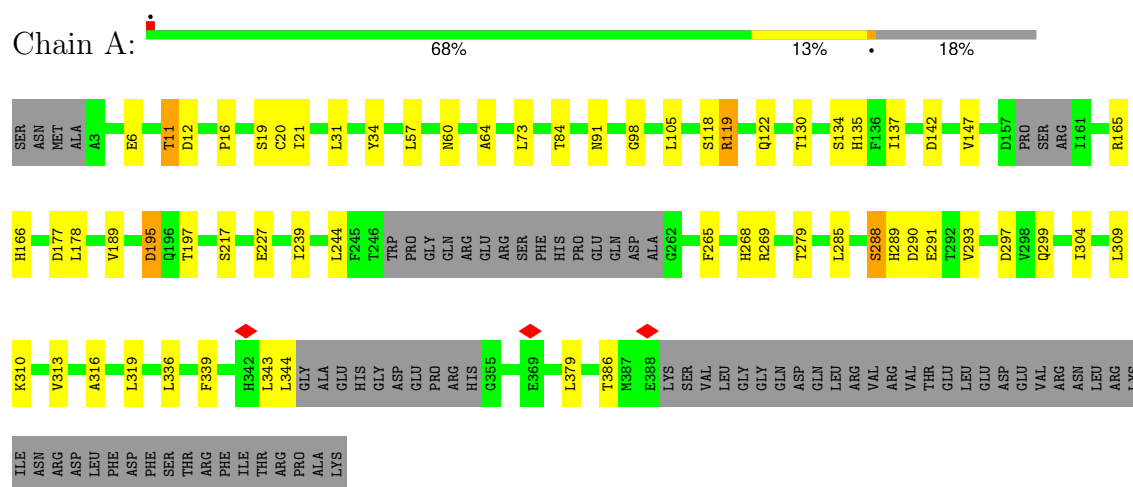 Chain A:
68% 13% 18%
SER ASN MET ALA A3 E6 T11 D12 P16 S19 C20 I21 L31 Y34 L57 N60 A64 L73 T84 N91 G98 L105 S118 R119 Q122 T130 S134 H135 F136 I137 D142 V147 D157 PRO SER ARG I161 R165
H166 D177 L178 V189 D195 Q196 T197 S217 E227 I239 L244 F245 T246 TRP PRO GLY GLN ARG GLU ARG SER PHE HIS PRO GLU GLN ASP ALA G262 F265 H268 R269 T279 L285 S288 H289 D290 E291 T292 V293 D297 V298 Q299 I304 L309
K310 V313 A316 L319 L336 F339 H342 L343 L344 GLY ALA GLU HIS GLY ASP GLU PRO ARG HIS G355 E369 L379 T386 M387 E388 LYS SER VAL LEU GLY GLY GLN ASP GLN LEU ARG VAL ARG VAL THR GLU LEU GLU ASP GLU VAL ARG ASN LEU ARG LYS
ILE ASN ARG ASP LEU PHE ASP PHE SER THR ARG PHE ILE THR ARG PRO ALA LYS